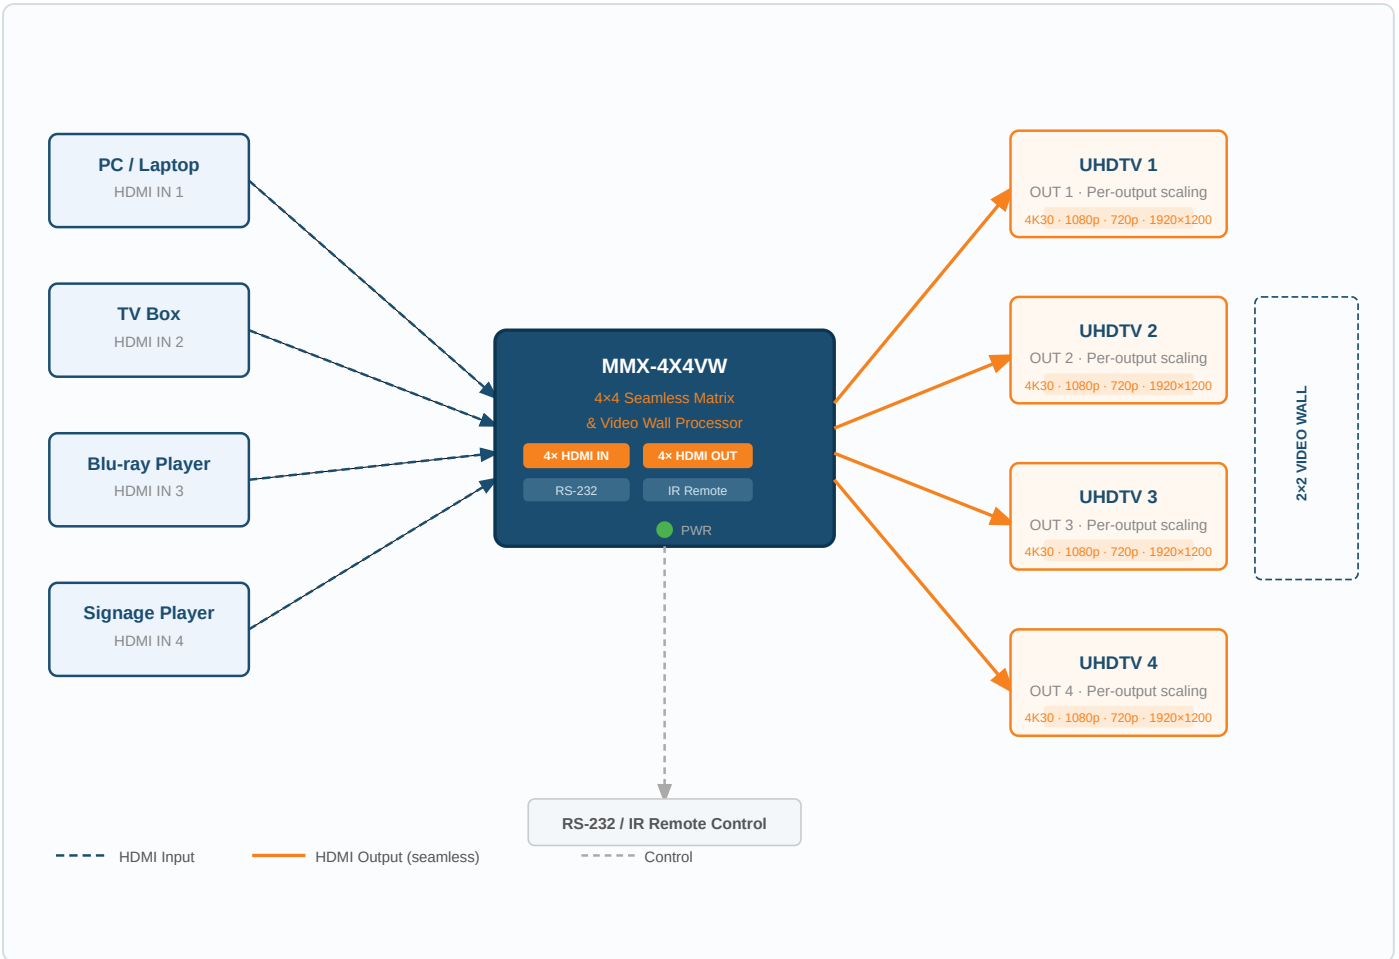 PC / Laptop
HDMI IN 1
TV Box
HDMI IN 2
Blu-ray Player
HDMI IN 3
Signage Player
HDMI IN 4
MMX-4X4VW
4×4 Seamless Matrix
& Video Wall Processor
4× HDMI IN
4× HDMI OUT
RS-232
IR Remote
PWR
UHDTV 1
OUT 1 · Per-output scaling
4K30 · 1080p · 720p · 1920×1200
UHDTV 2
OUT 2 · Per-output scaling
4K30 · 1080p · 720p · 1920×1200
UHDTV 3
OUT 3 · Per-output scaling
4K30 · 1080p · 720p · 1920×1200
UHDTV 4
OUT 4 · Per-output scaling
4K30 · 1080p · 720p · 1920×1200
2×2 VIDEO WALL
RS-232 / IR Remote Control
HDMI Input
HDMI Output (seamless)
Control